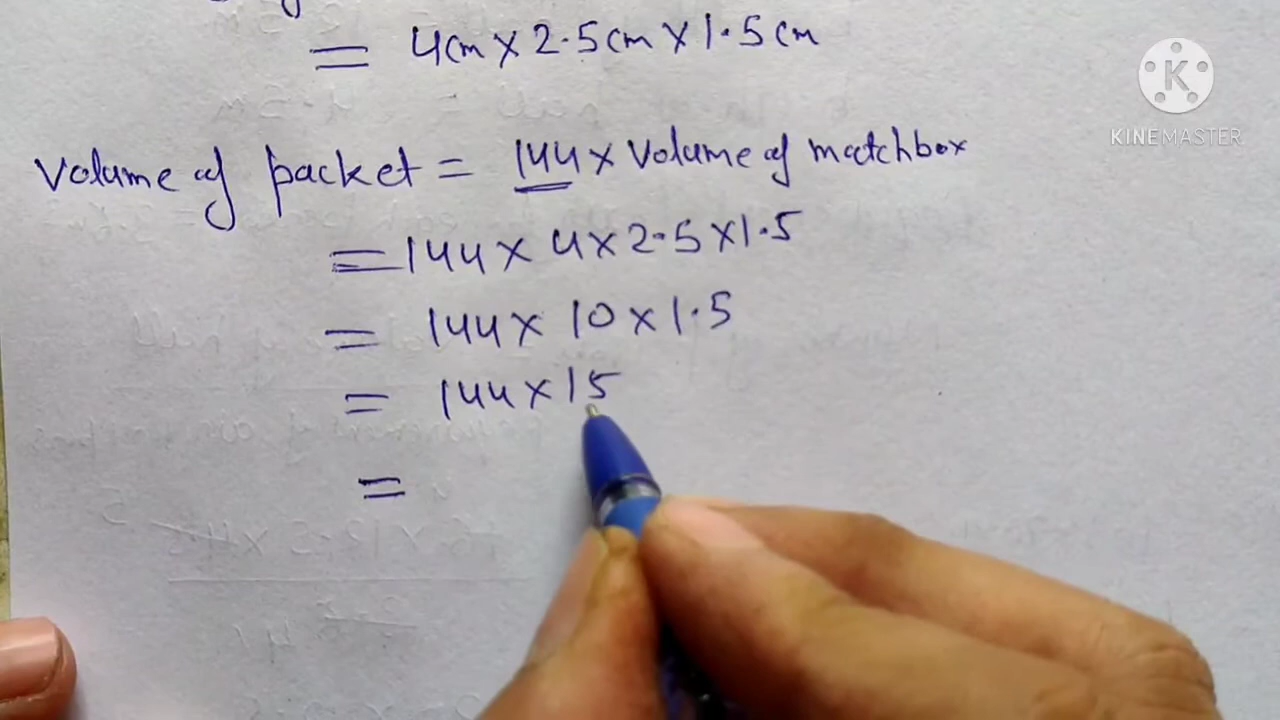 = 4cm × 2.5cm × 1.5cm
KINEMASTER
Volume of packet = 144 × Volume of matchbox
= 144 × 4 × 2.5 × 1.5
= 144 × 10 × 1.5
= 144 × 15
=